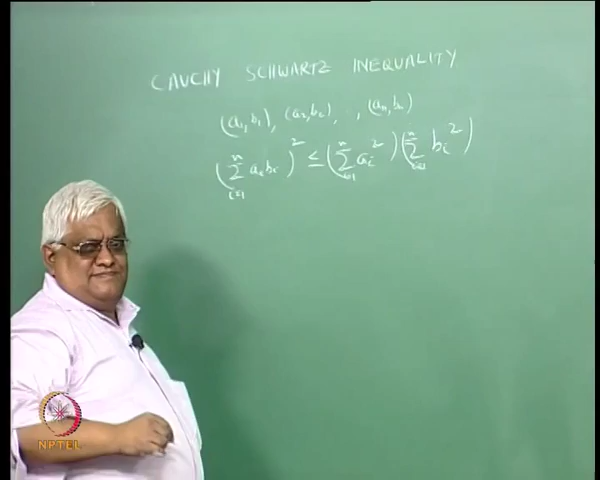 CAUCHY SCHWARTZ INEQUALITY
(a₁, b₁), (a₂, b₂), , (aₙ, bₙ)
(∑ᵢ₌₁ⁿ aᵢbᵢ)² ≤ (∑ᵢ₌₁ⁿ aᵢ²)(∑ᵢ₌₁ⁿ bᵢ²)
NPTEL